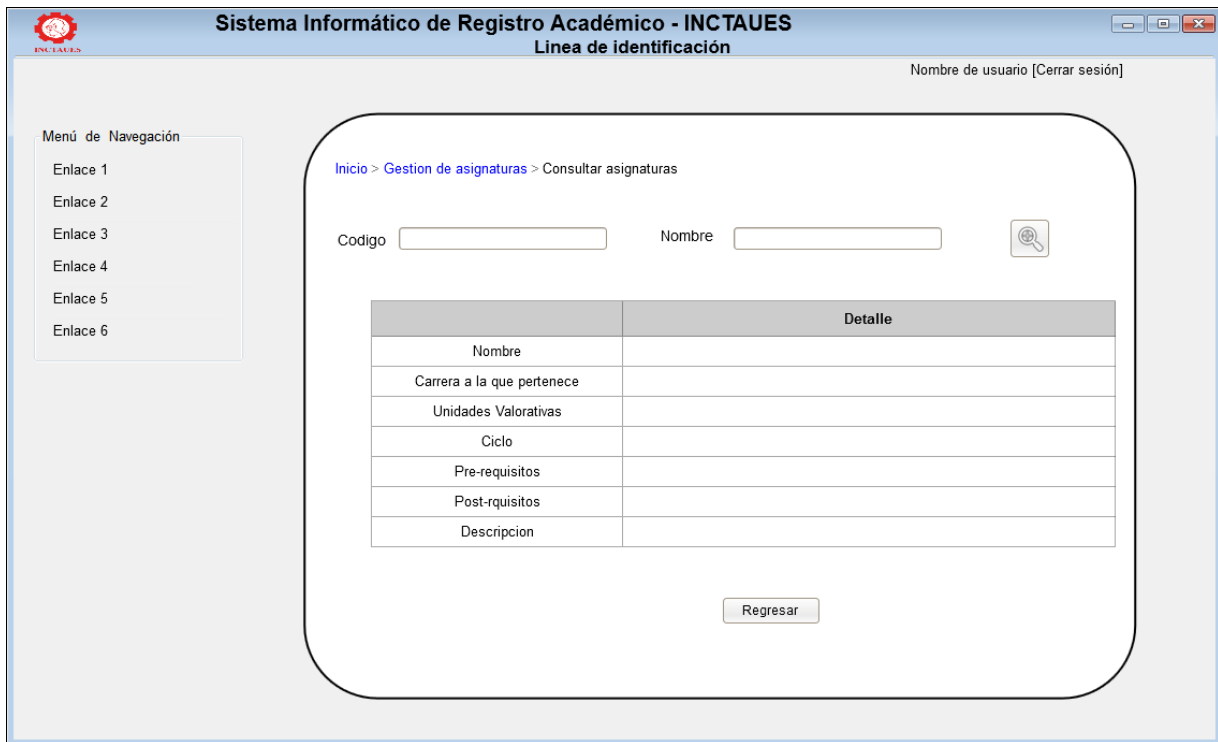 Sistema Informático de Registro Académico - INCTAUES
INCTAUES
Linea de identificación
Nombre de usuario [Cerrar sesión]
Menú de Navegación
Enlace 1
Enlace 2
Enlace 3
Enlace 4
Enlace 5
Enlace 6
Inicio > Gestion de asignaturas > Consultar asignaturas
Codigo Nombre
Detalle
Nombre
Carrera a la que pertenece
Unidades Valorativas
Ciclo
Pre-requisitos
Post-rquisitos
Descripcion
Regresar